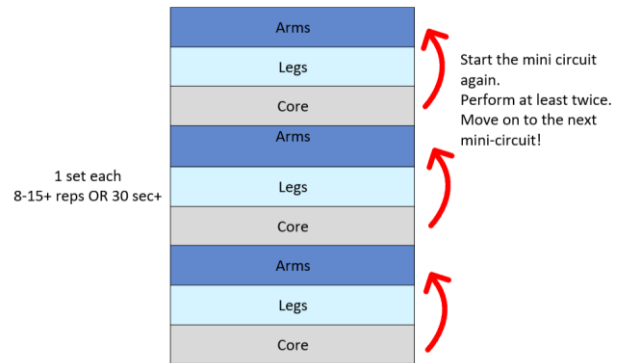 Arms
Legs
Core
Arms
Legs
Core
Arms
Legs
Core
1 set each
8-15+ reps OR 30 sec+
Start the mini circuit
again.
Perform at least twice.
Move on to the next
mini-circuit!